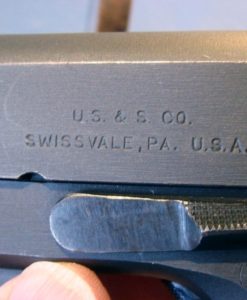 U.S. & S. CO.
SWISSVALE, PA. U.S.A.